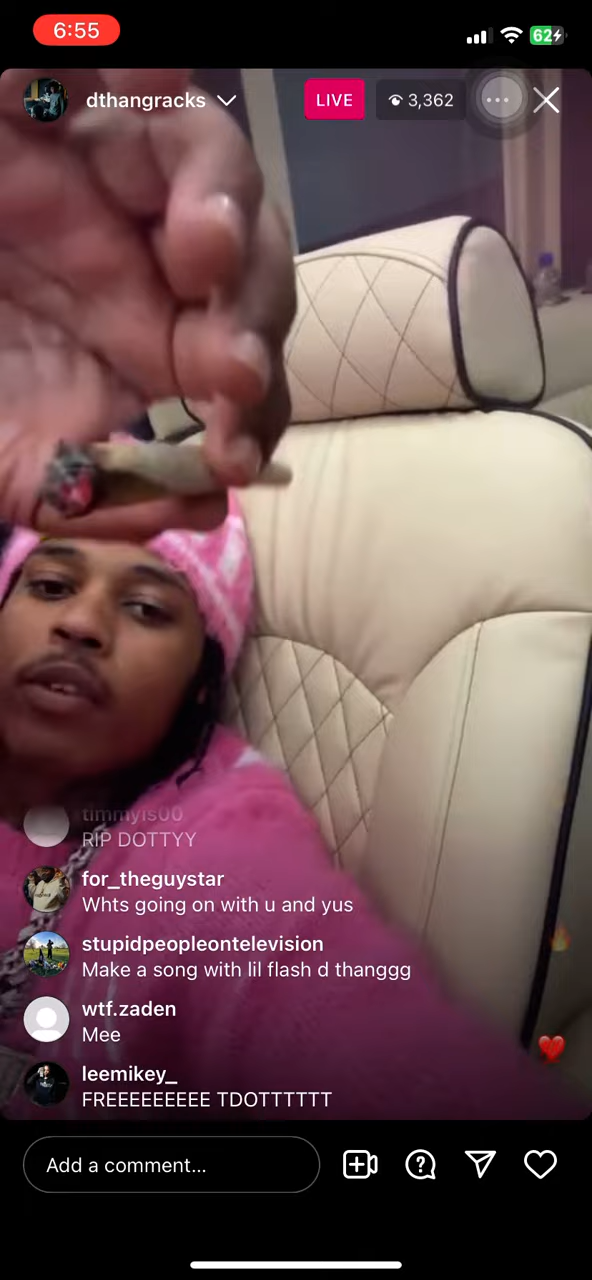 6:55
62
dthangracks
LIVE
3,362
timmyis00
RIP DOTTYY
for_theguystar
Whts going on with u and yus
stupidpeopleontelevision
Make a song with lil flash d thanggg
wtf.zaden
Mee
leemikey_
FREEEEEEEEE TDOTTTTTT
Add a comment...